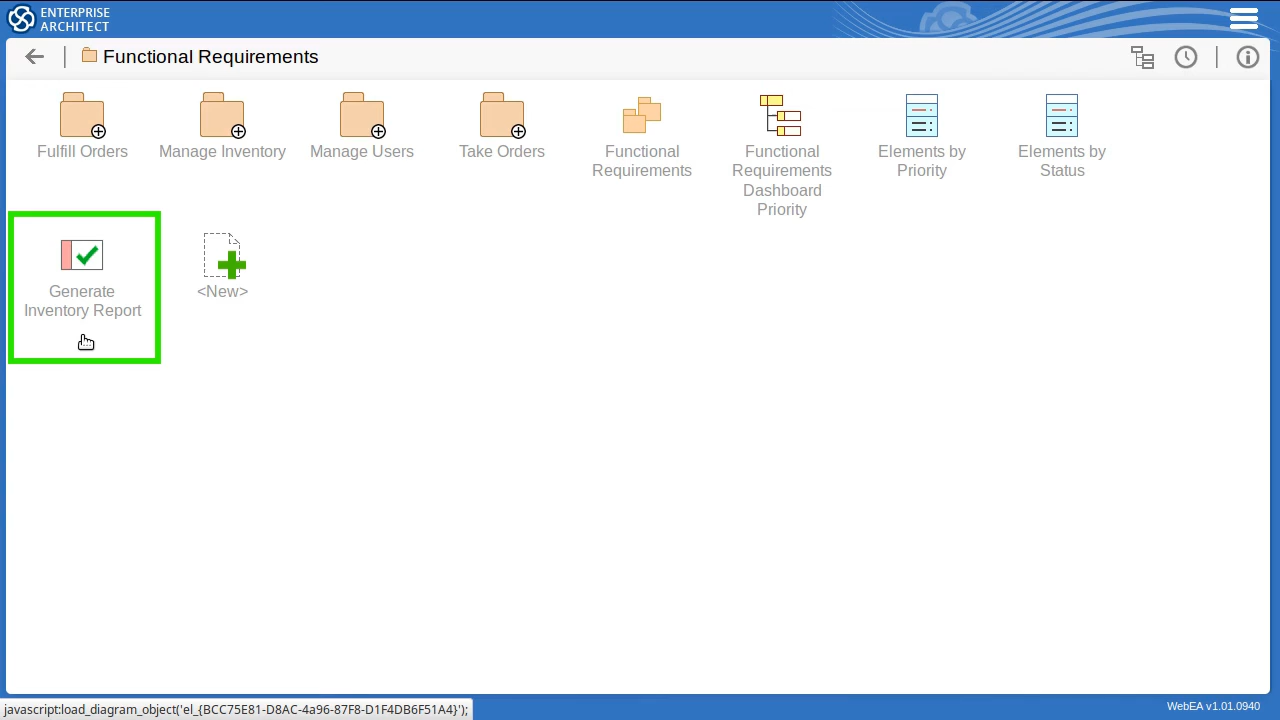 ENTERPRISE
ARCHITECT
Functional Requirements
Fulfill Orders
Manage Inventory
Manage Users
Take Orders
Functional
Requirements
Functional
Requirements
Dashboard
Priority
Elements by
Priority
Elements by
Status
Generate
Inventory Report
<New>
javascript:load_diagram_object('el_{BCC75E81-D8AC-4a96-87F8-D1F4DB6F51A4}');
WebEA v1.01.0940